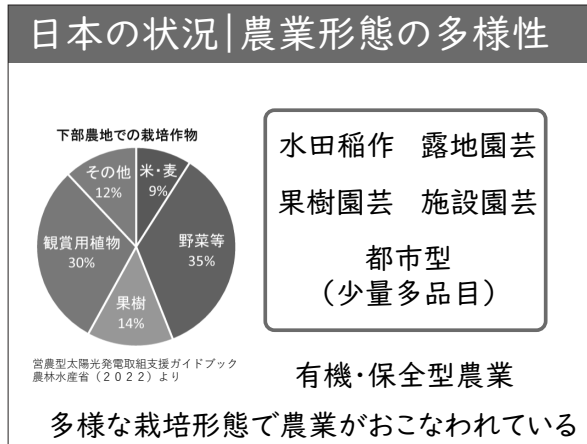 日本の状況|農業形態の多様性
下部農地での栽培作物
米・麦
9%
野菜等
35%
果樹
14%
観賞用植物
30%
その他
12%
営農型太陽光発電取組支援ガイドブック
農林水産省（2022）より
水田稲作　露地園芸
果樹園芸　施設園芸
都市型
（少量多品目）
有機・保全型農業
多様な栽培形態で農業がおこなわれている